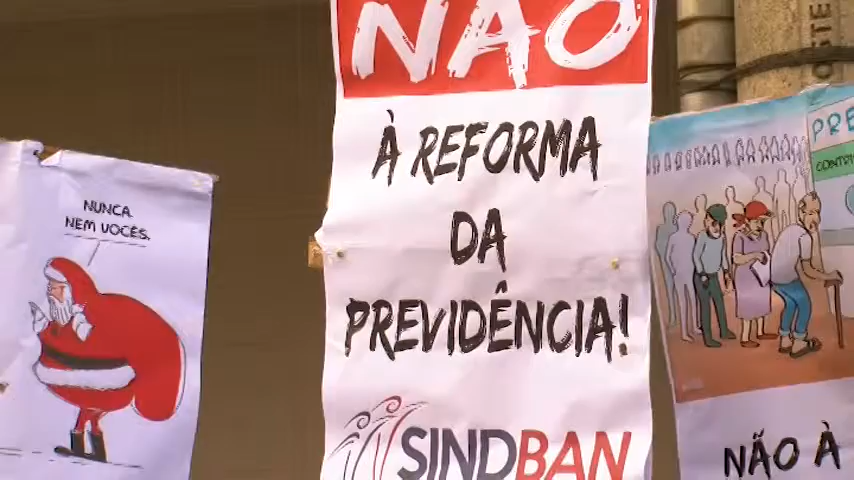 NUNCA
NEM VOCÊS.
NÃO
À REFORMA
DA
PREVIDÊNCIA!
SINDBAN
NÃO À